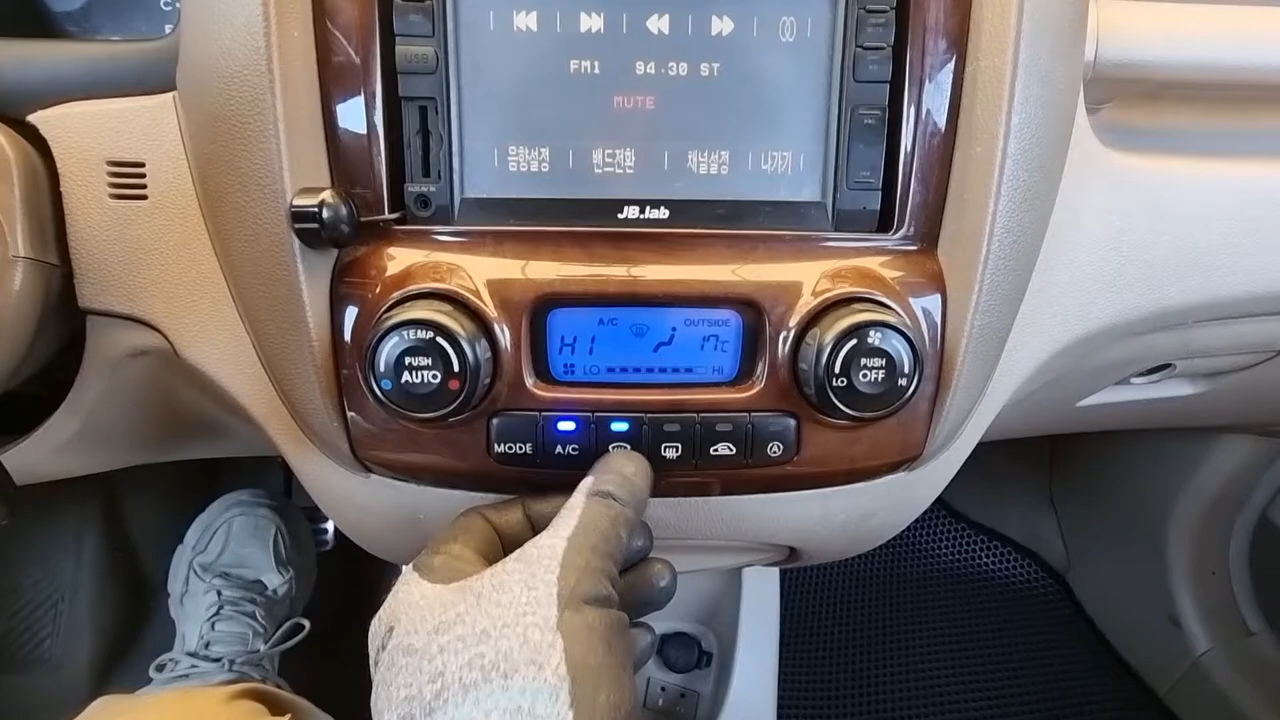 USB
FM1 94.30 ST
MUTE
음향설정 밴드전환 채널설정 나가기
JB.lab
TEMP
PUSH
AUTO
A/C OUTSIDE
HI 17℃
LO HI
PUSH
OFF
LO HI
MODE A/C A